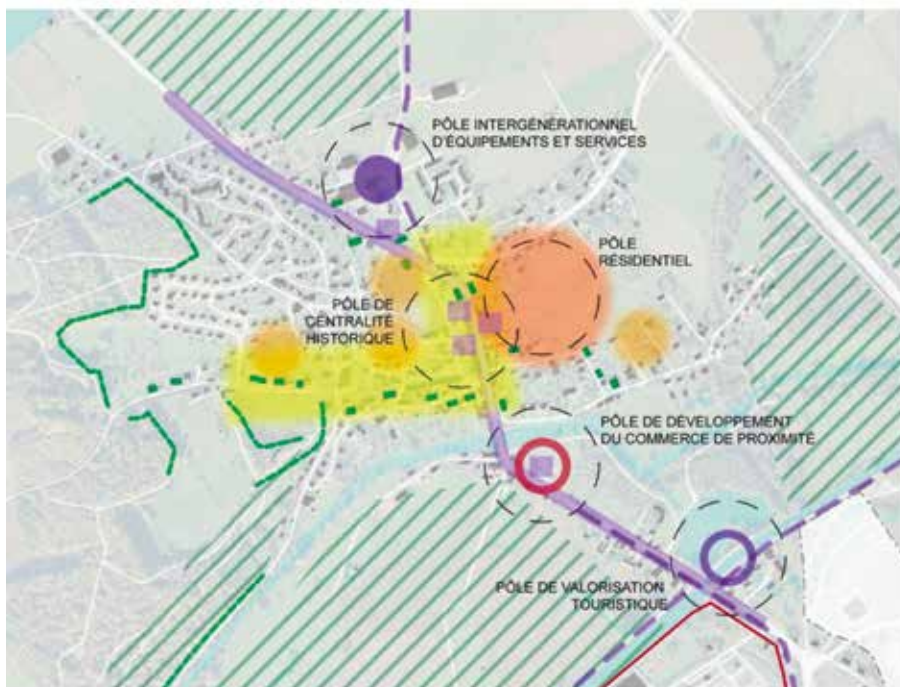 PÔLE INTERGÉNÉRATIONNEL
D'ÉQUIPEMENTS ET SERVICES
PÔLE
RÉSIDENTIEL
PÔLE DE
CENTRALITÉ
HISTORIQUE
PÔLE DE DÉVELOPPEMENT
DU COMMERCE DE PROXIMITÉ
PÔLE DE VALORISATION
TOURISTIQUE